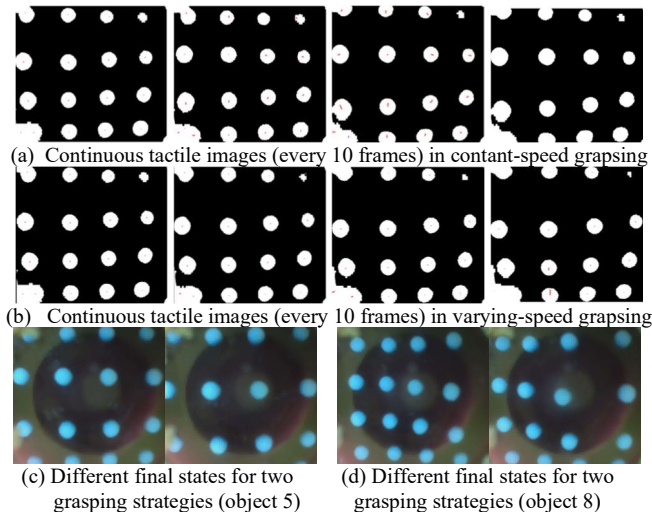 (a) Continuous tactile images (every 10 frames) in contant-speed grapsing
(b) Continuous tactile images (every 10 frames) in varying-speed grapsing
(c) Different final states for two
grasping strategies (object 5)
(d) Different final states for two
grasping strategies (object 8)